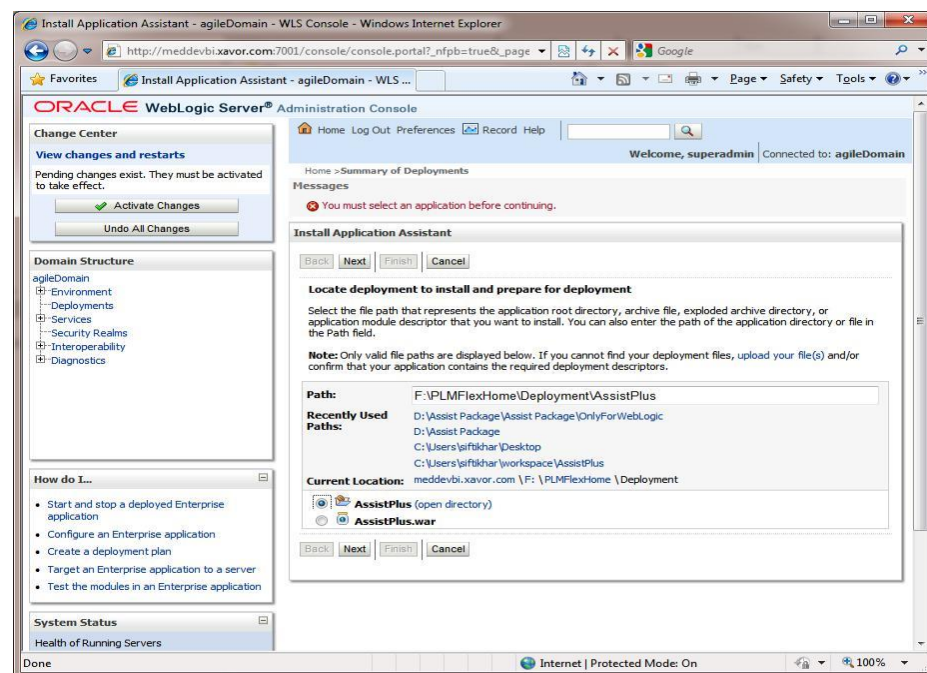 Install Application Assistant - agileDomain - WLS Console - Windows Internet Explorer
http://meddevbi.xavor.com:7001/console/console.portal?_nfpb=true&_page
Google
Favorites
Install Application Assistant - agileDomain - WLS ...
Page
Safety
Tools
ORACLE WebLogic Server® Administration Console
Change Center
View changes and restarts
Pending changes exist. They must be activated
to take effect.
Activate Changes
Undo All Changes
Domain Structure
agileDomain
Environment
Deployments
Services
Security Realms
Interoperability
Diagnostics
How do I...
Start and stop a deployed Enterprise
application
Configure an Enterprise application
Create a deployment plan
Target an Enterprise application to a server
Test the modules in an Enterprise application
System Status
Health of Running Servers
Home Log Out Preferences Record Help
Welcome, superadmin Connected to: agileDomain
Home >Summary of Deployments
Messages
You must select an application before continuing.
Install Application Assistant
Back Next Finish Cancel
Locate deployment to install and prepare for deployment
Select the file path that represents the application root directory, archive file, exploded archive directory, or
application module descriptor that you want to install. You can also enter the path of the application directory or file in
the Path field.
Note: Only valid file paths are displayed below. If you cannot find your deployment files, upload your file(s) and/or
confirm that your application contains the required deployment descriptors.
Path: F:\PLMFlexHome\Deployment\AssistPlus
Recently Used
Paths:
D:\Assist Package\Assist Package\OnlyForWebLogic
D:\Assist Package
C:\Users\siftikhar\Desktop
C:\Users\siftikhar\workspace\AssistPlus
Current Location: meddevbi.xavor.com \ F: \ PLMFlexHome \ Deployment
AssistPlus (open directory)
AssistPlus.war
Back Next Finish Cancel
Done
Internet | Protected Mode: On
100%